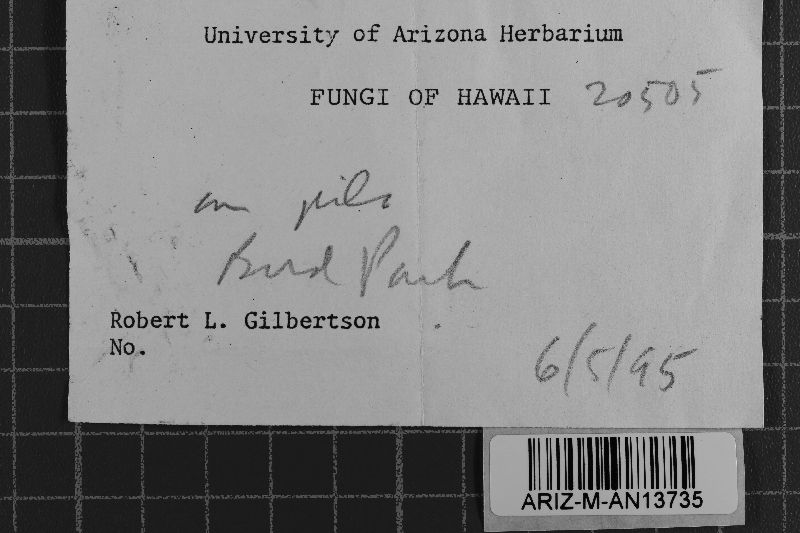 University of Arizona Herbarium
FUNGI OF HAWAII 20505
on pilo
Bird Park
Robert L. Gilbertson
No.
6/5/95
ARIZ-M-AN13735